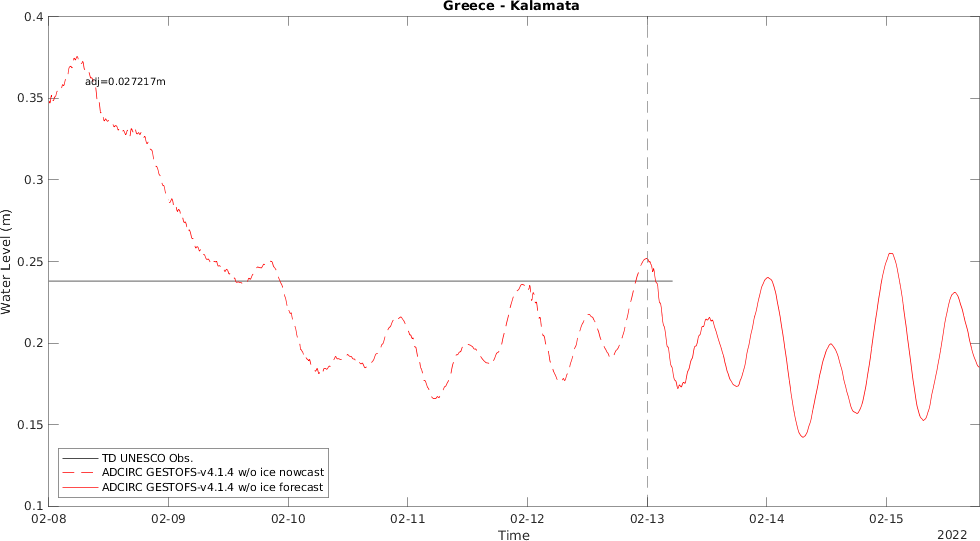 Greece - Kalamata
0.4
0.35
0.3
0.25
0.2
0.15
0.1
Water Level (m)
adj=0.027217m
TD UNESCO Obs.
ADCIRC GESTOFS-v4.1.4 w/o ice nowcast
ADCIRC GESTOFS-v4.1.4 w/o ice forecast
02-08 02-09 02-10 02-11 02-12 02-13 02-14 02-15
Time
2022